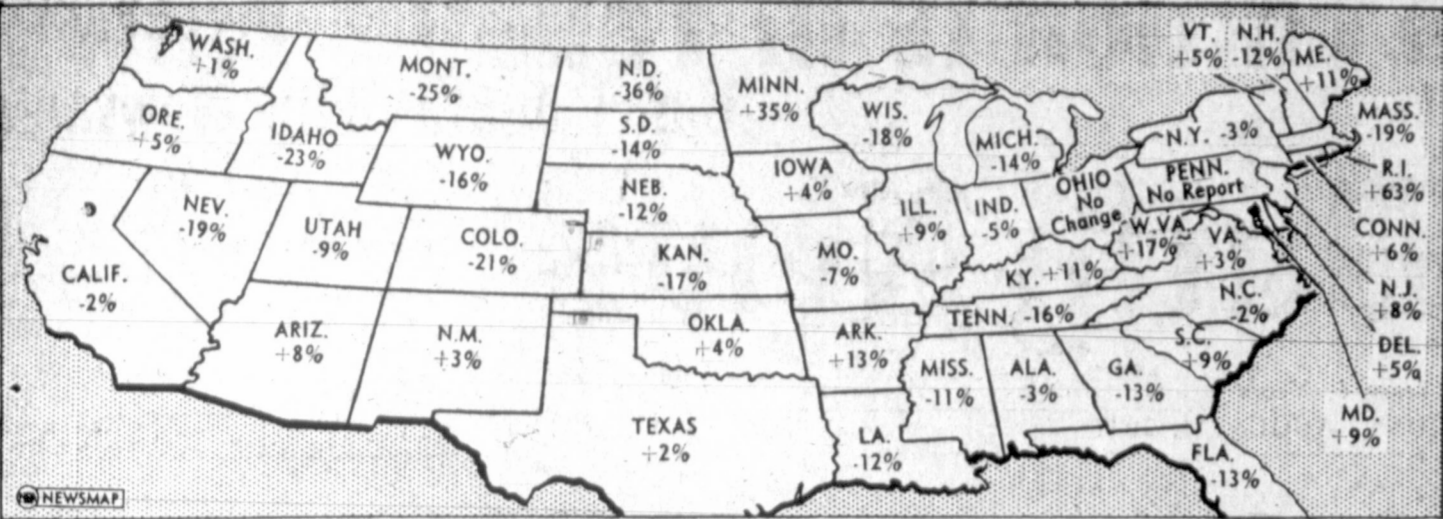 WASH.
+1%
ORE.
+5%
IDAHO
-23%
MONT.
-25%
WYO.
-16%
NEV.
-19%
UTAH
-9%
COLO.
-21%
CALIF.
-2%
ARIZ.
+8%
N.M.
+3%
N.D.
-36%
S.D.
-14%
NEB.
-12%
KAN.
-17%
OKLA.
+4%
TEXAS
+2%
MINN.
+35%
IOWA
+4%
MO.
-7%
ARK.
+13%
LA.
-12%
WIS.
-18%
MICH.
-14%
ILL.
+9%
IND.
-5%
OHIO
No
Change
KY. +11%
TENN. -16%
MISS.
-11%
ALA.
-3%
GA.
-13%
FLA.
-13%
S.C.
+9%
N.C.
-2%
W.VA.
+17%
VA.
+3%
PENN.
No Report
N.Y. -3%
VT.
+5%
N.H.
-12%
ME.
+11%
MASS.
-19%
R.I.
+63%
CONN.
+6%
N.J.
+8%
DEL.
+5%
MD.
+9%
NEWSMAP